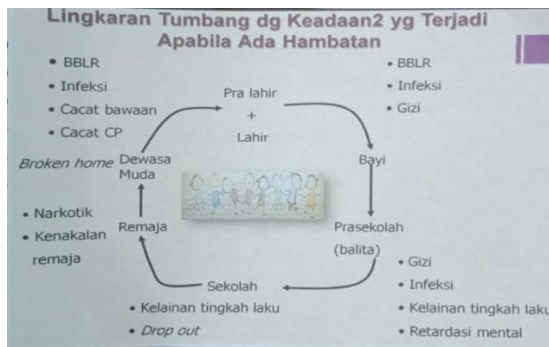 Lingkaran Tumbang dg Keadaan2 yg Terjadi
Apabila Ada Hambatan
• BBLR
• Infeksi
• Cacat bawaan
• Cacat CP
Pra lahir
+
Lahir
• BBLR
• Infeksi
• Gizi
Broken home
Dewasa
Muda
Bayi
• Narkotik
• Kenakalan
remaja
Remaja
Prasekolah
(balita)
Sekolah
• Kelainan tingkah laku
• Drop out
• Gizi
• Infeksi
• Kelainan tingkah laku
• Retardasi mental